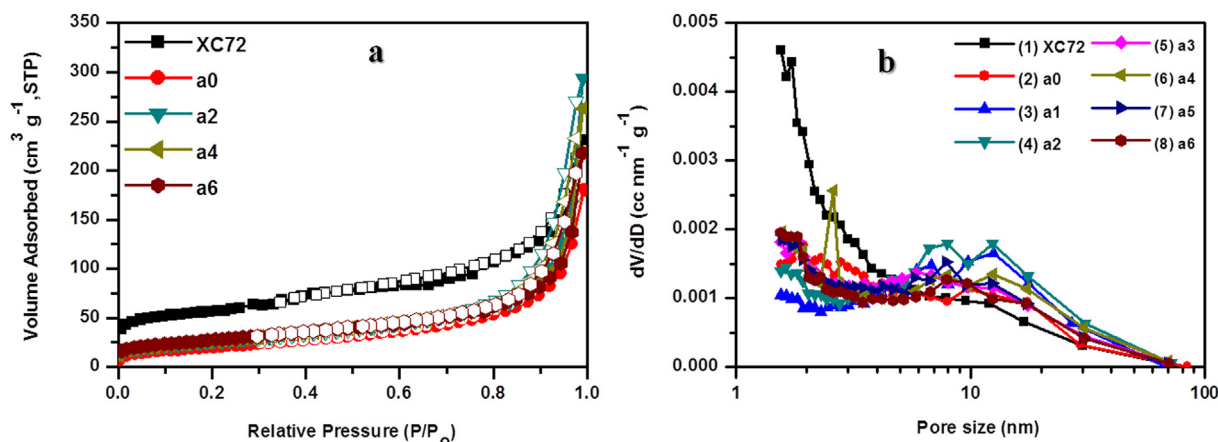 a
XC72
a0
a2
a4
a6
350
300
250
200
150
100
50
0
0.0
0.2
0.4
0.6
0.8
1.0
Volume Adsorbed (cm³ g⁻¹ ,STP)
Relative Pressure (P/P_O)
b
(1) XC72
(2) a0
(3) a1
(4) a2
(5) a3
(6) a4
(7) a5
(8) a6
0.005
0.004
0.003
0.002
0.001
0.000
1
10
100
dV/dD (cc nm⁻¹ g⁻¹)
Pore size (nm)